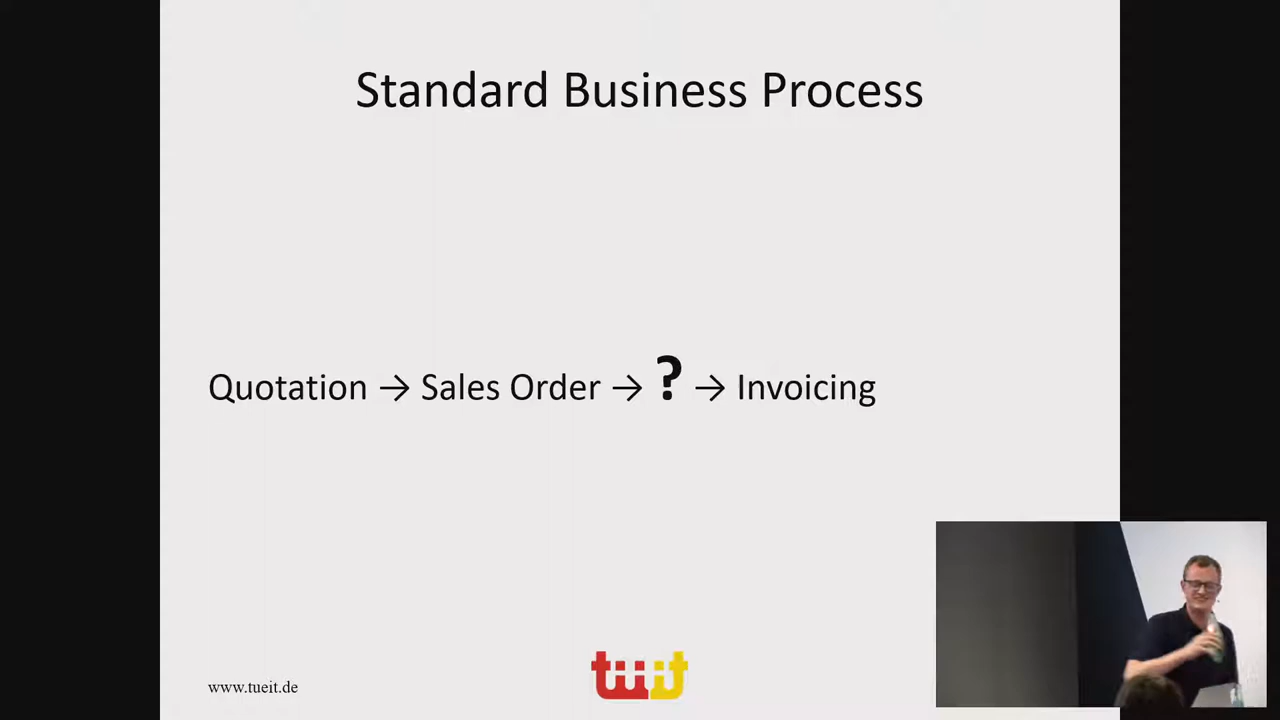 Standard Business Process
Quotation → Sales Order → ? → Invoicing
www.tueit.de
tüit